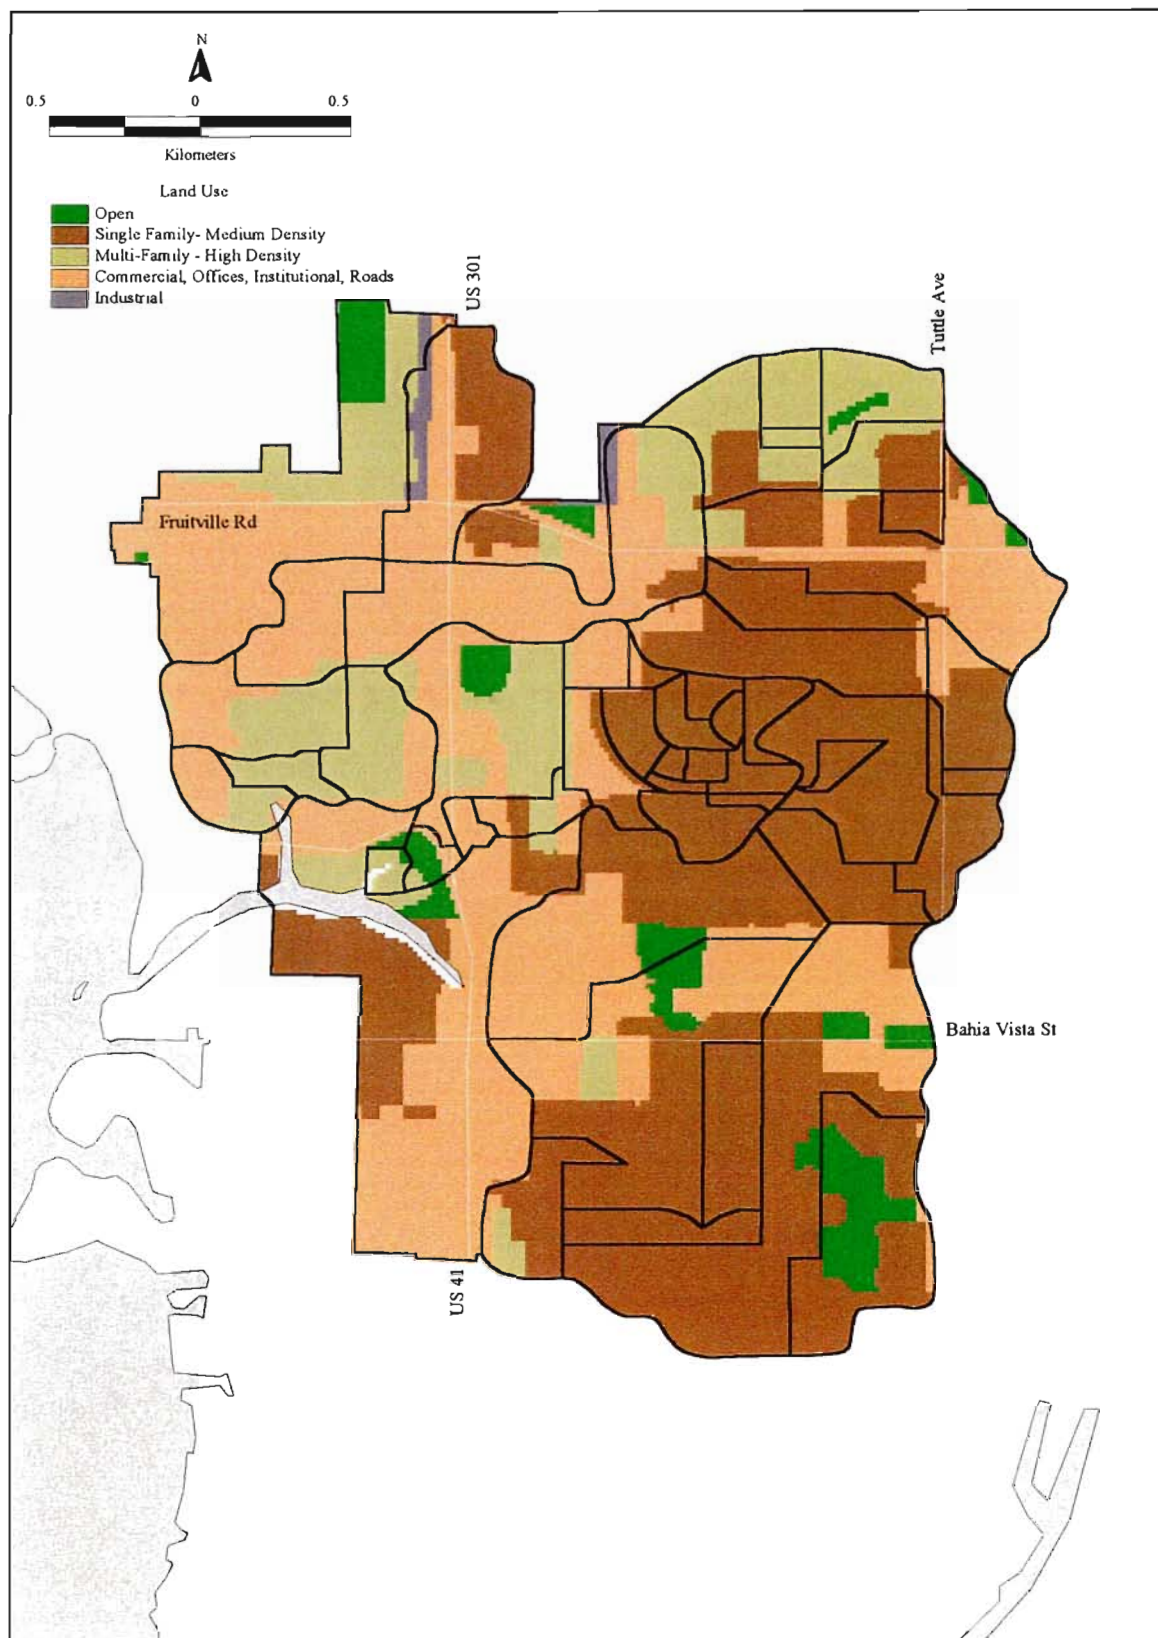 N
0.5 0 0.5
Kilometers
Land Use
Open
Single Family- Medium Density
Multi-Family - High Density
Commercial, Offices, Institutional, Roads
Industrial
US 301
Tuttle Ave
Fruitville Rd
Bahia Vista St
US 41